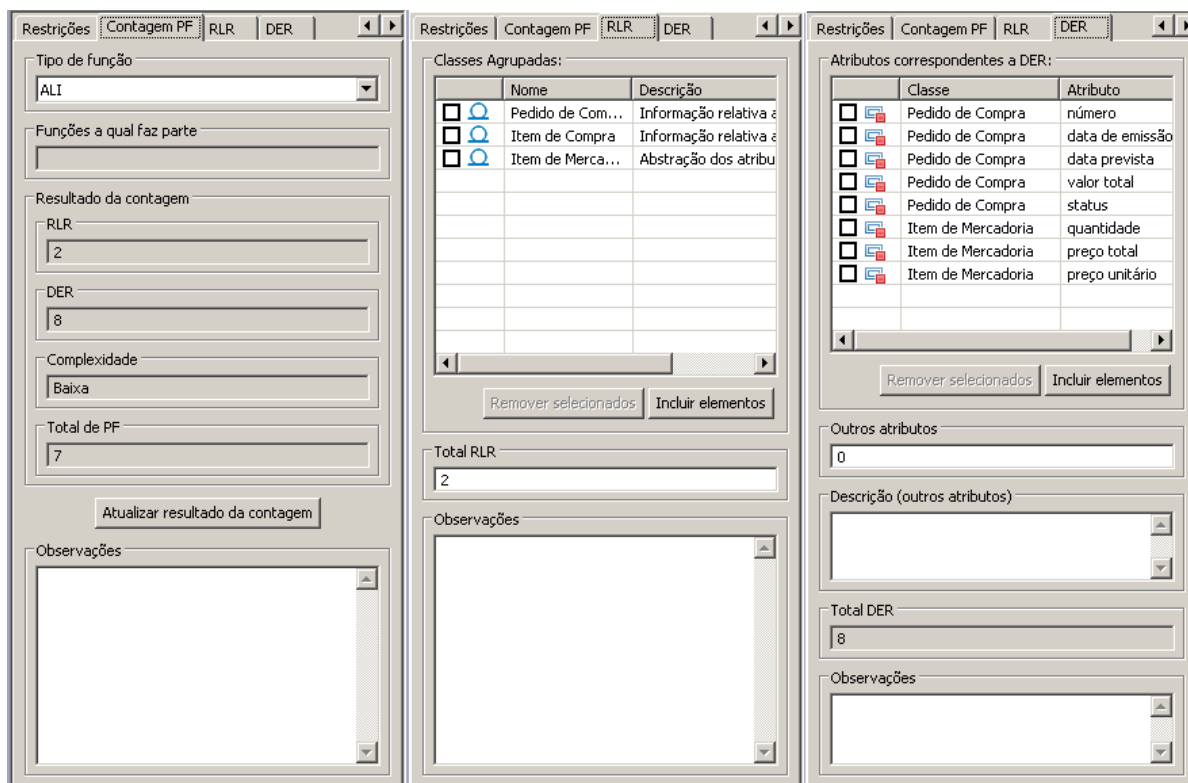 Restrições Contagem PF RLR DER
Tipo de função
ALI
Funções a qual faz parte
Resultado da contagem
RLR
2
DER
8
Complexidade
Baixa
Total de PF
7
Atualizar resultado da contagem
Observações
Restrições Contagem PF RLR DER
Classes Agrupadas:
Nome Descrição
Pedido de Com... Informação relativa a
Item de Compra Informação relativa a
Item de Merca... Abstração dos atribu
Remover selecionados Incluir elementos
Total RLR
2
Observações
Restrições Contagem PF RLR DER
Atributos correspondentes a DER:
Classe Atributo
Pedido de Compra número
Pedido de Compra data de emissão
Pedido de Compra data prevista
Pedido de Compra valor total
Pedido de Compra status
Item de Mercadoria quantidade
Item de Mercadoria preço total
Item de Mercadoria preço unitário
Remover selecionados Incluir elementos
Outros atributos
0
Descrição (outros atributos)
Total DER
8
Observações